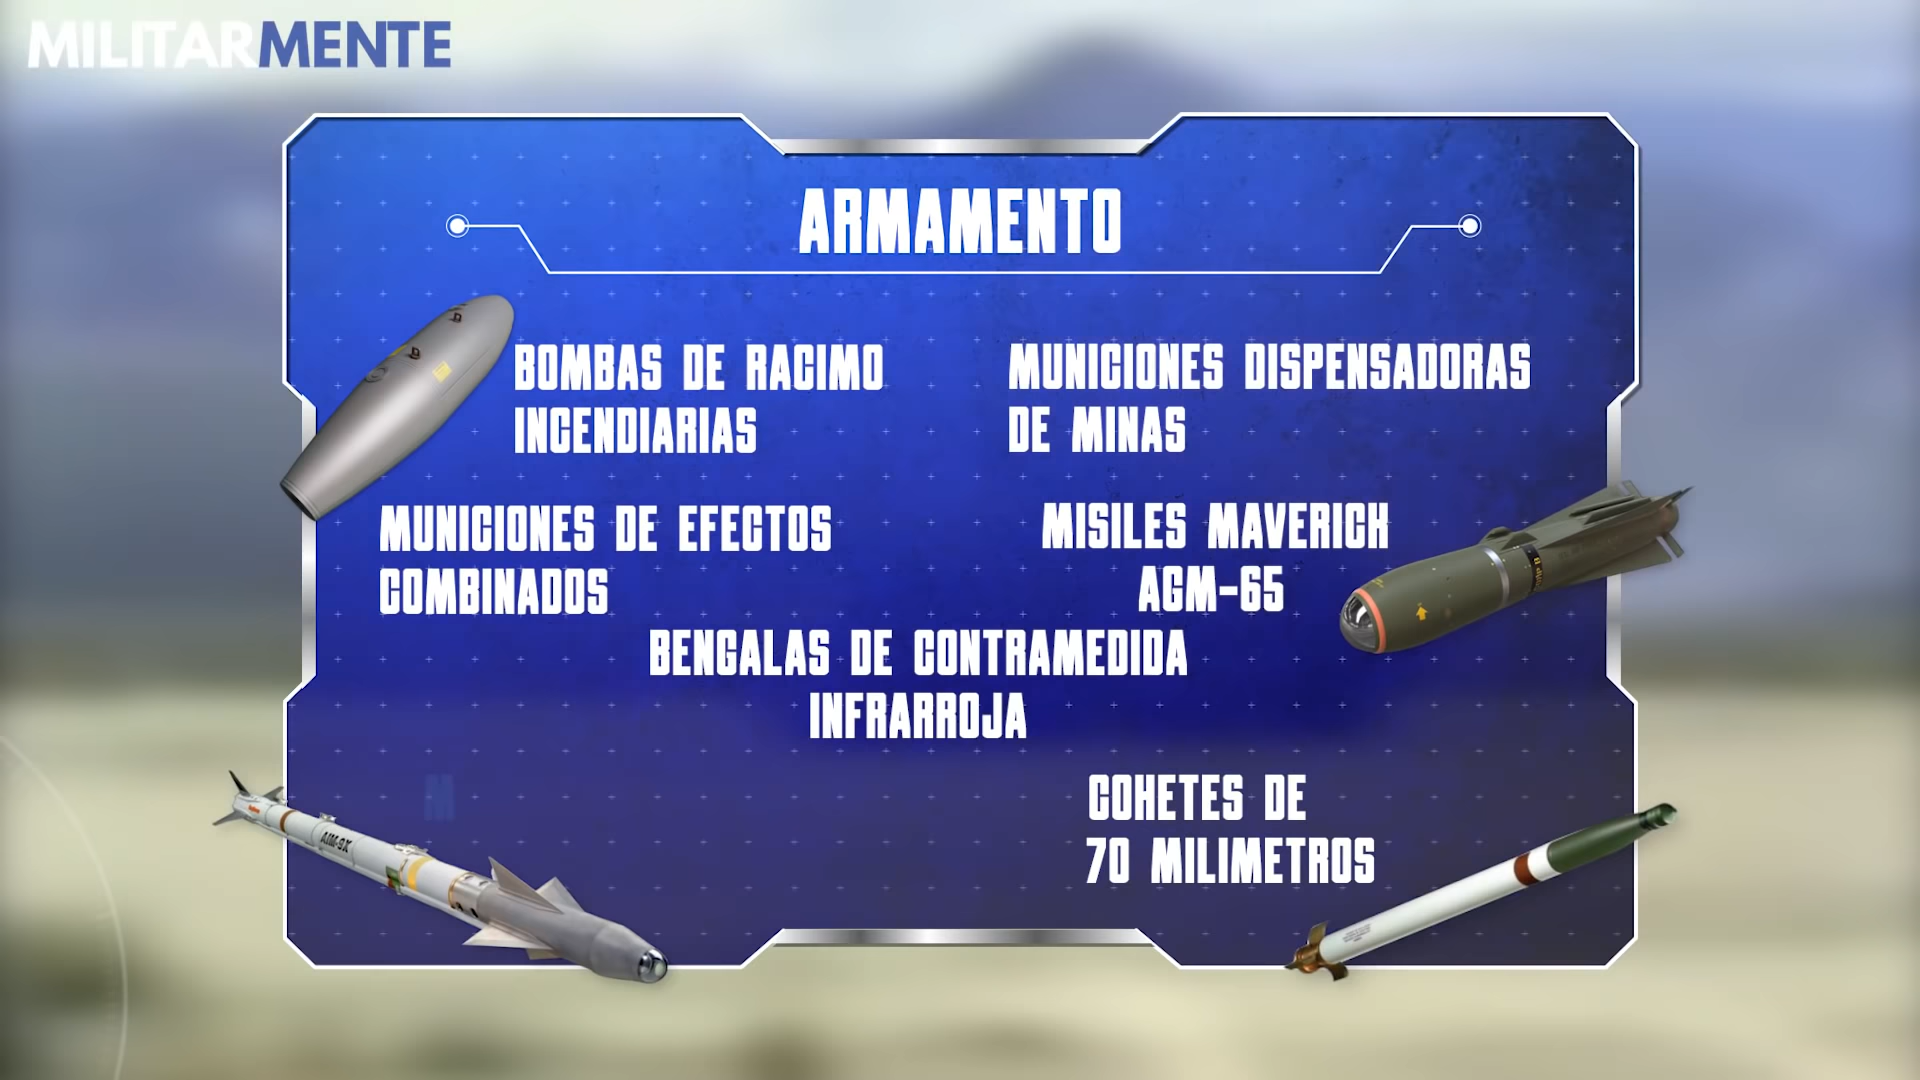 MILITARMENTE
ARMAMENTO
BOMBAS DE RACIMO
INCENDIARIAS
MUNICIONES DISPENSADORAS
DE MINAS
MUNICIONES DE EFECTOS
COMBINADOS
MISILES MAVERICH
AGM-65
BENGALAS DE CONTRAMEDIDA
INFRARROJA
M
COHETES DE
70 MILIMETROS
AIM-9X